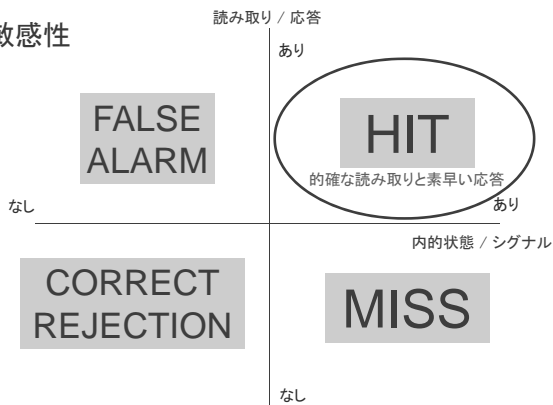 読み取り / 応答
敏感性
あり
FALSE
ALARM
HIT
的確な読み取りと素早い応答
なし
あり
内的状態 / シグナル
CORRECT
REJECTION
MISS
なし